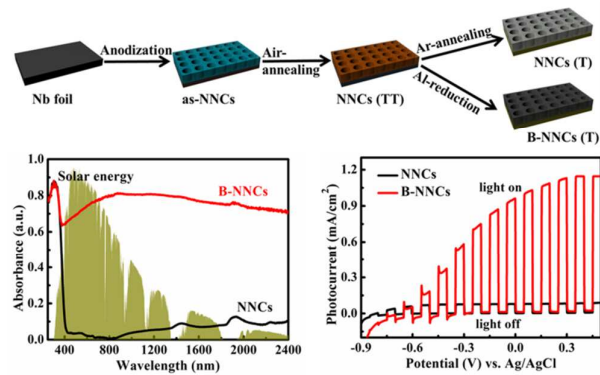 Nb foil
Anodization
as-NNCs
Air-
annealing
NNCs (TT)
Ar-annealing
NNCs (T)
Al-reduction
B-NNCs (T)
1.0
0.8
0.6
0.4
0.2
0.0
Absorbance (a.u.)
Solar energy
B-NNCs
NNCs
400 800 1200 1600 2000 2400
Wavelength (nm)
1.2
0.9
0.6
0.3
0.0
Photocurrent (mA/cm²)
NNCs
B-NNCs
light on
light off
-0.9 -0.6 -0.3 0.0 0.3
Potential (V) vs. Ag/AgCl